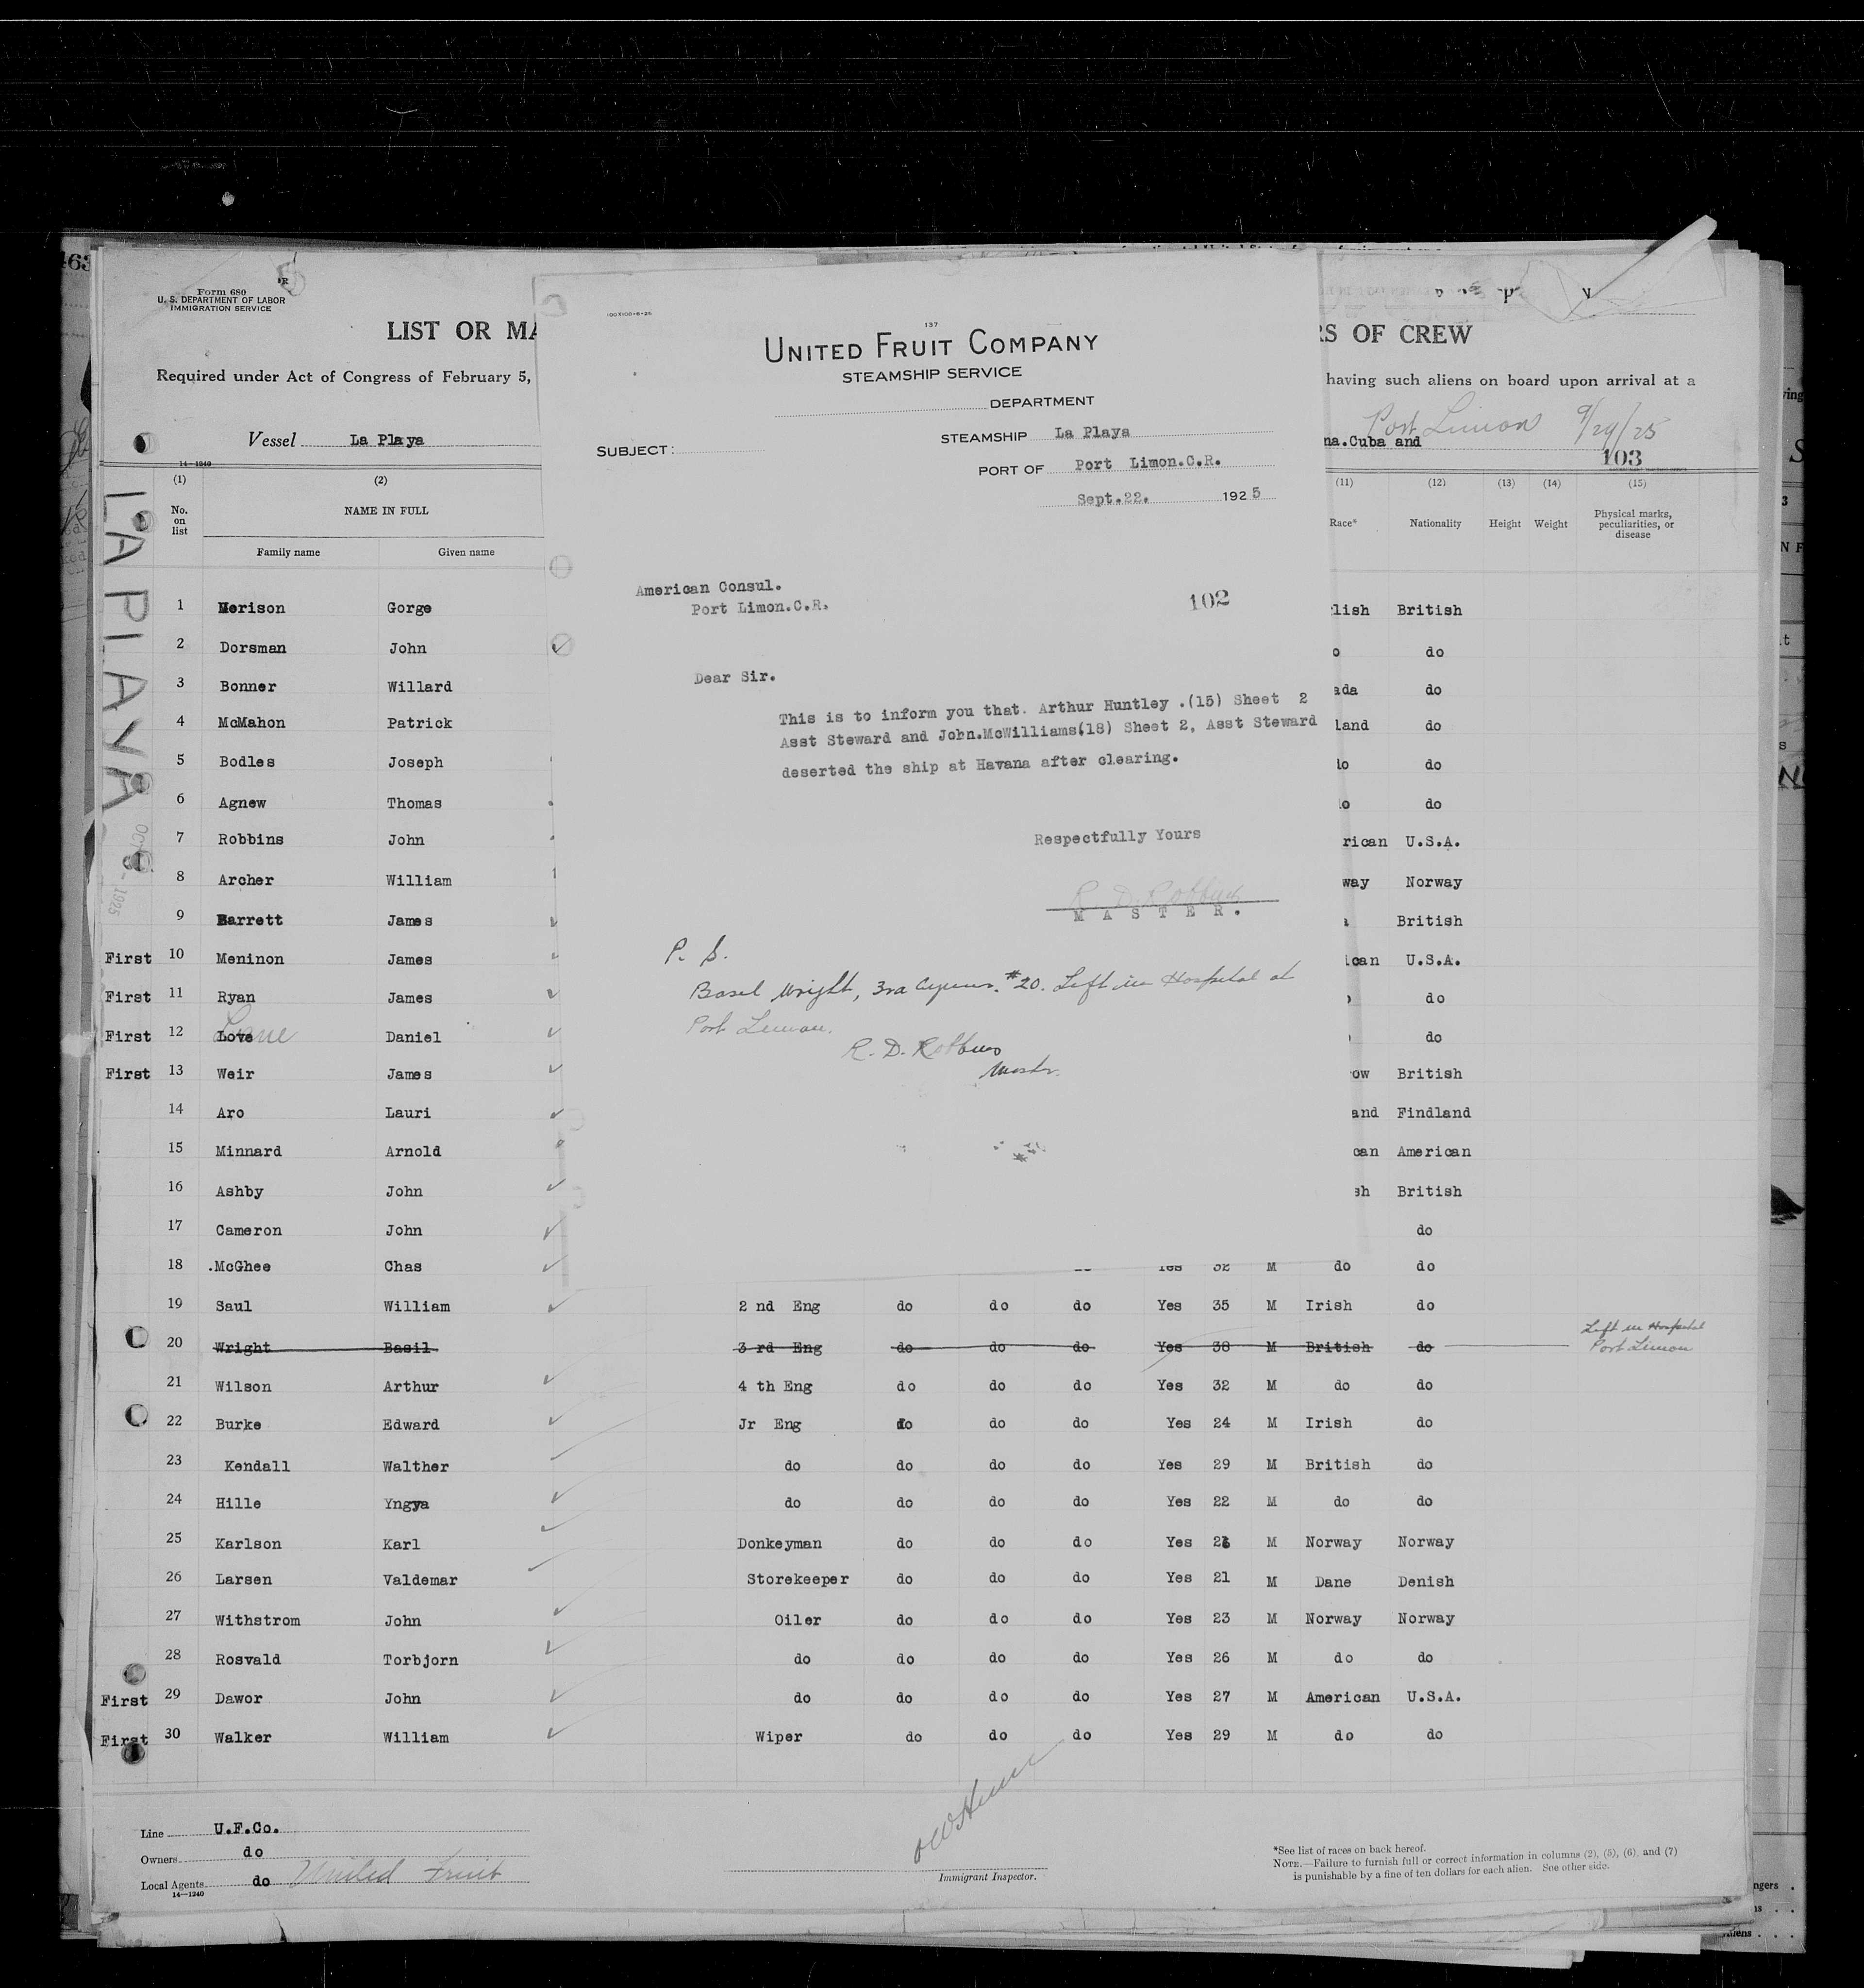 Form 680
U. S. DEPARTMENT OF LABOR
IMMIGRATION SERVICE
LIST OR MA
Required under Act of Congress of February 5,
Vessel La Playa
14—1240
RS OF CREW
having such aliens on board upon arrival at a
Port Limon 9/24/25
na.Cuba and
103
LA PLAYA
1925
100X100-6-25
137
UNITED FRUIT COMPANY
STEAMSHIP SERVICE
DEPARTMENT
SUBJECT:
STEAMSHIP La Playa
PORT OF Port Limon.C.R.
Sept.22. 1925
American Consul.
Port Limon.C.R.
102
Dear Sir.
This is to inform you that. Arthur Huntley .(15) Sheet 2
Asst Steward and John.McWilliams(18) Sheet 2, Asst Steward
deserted the ship at Havana after clearing.
Respectfully Yours
R. D. Robbins
M A S T E R.
P. S.
Basel Wright, 3rd #20. Left in Hospital at
Port Limon.
R. D. Robbins
Master.
(1) (2) (11) (12) (13) (14) (15)
No. on list NAME IN FULL Race* Nationality Height Weight Physical marks, peculiarities, or disease
Family name Given name
1 Merison Gorge lish British
2 Dorsman John o do
3 Bonner Willard ada do
4 McMahon Patrick land do
5 Bodles Joseph do do
6 Agnew Thomas o do
7 Robbins John rican U.S.A.
8 Archer William way Norway
9 Barrett James British
First 10 Meninon James ican U.S.A.
First 11 Ryan James do
First 12 Love Lane Daniel do
First 13 Weir James ow British
14 Aro Lauri and Findland
15 Minnard Arnold can American
16 Ashby John sh British
17 Cameron John do
18 .McGhee Chas Yes 32 M do do
19 Saul William 2 nd Eng do do do Yes 35 M Irish do
20 Wright Basil 3 rd Eng do do do Yes 38 M British do Left in Hospital Port Limon
21 Wilson Arthur 4 th Eng do do do Yes 32 M do do
22 Burke Edward Jr Eng do do do Yes 24 M Irish do
23 Kendall Walther do do do do Yes 29 M British do
24 Hille Yngya do do do do Yes 22 M do do
25 Karlson Karl Donkeyman do do do Yes M Norway Norway
26 Larsen Valdemar Storekeeper do do do Yes 21 M Dane Denish
27 Withstrom John Oiler do do do Yes 23 M Norway Norway
28 Rosvald Torbjorn do do do do Yes 26 M do do
First 29 Dawor John do do do do Yes 27 M American U.S.A.
First 30 Walker William Wiper do do do Yes 29 M do do
Line U.F.Co.
Owners do
Local Agents do United Fruit
14—1240
Immigrant Inspector.
*See list of races on back hereof.
NOTE.—Failure to furnish full or correct information in columns (2), (5), (6), and (7)
is punishable by a fine of ten dollars for each alien. See other side.